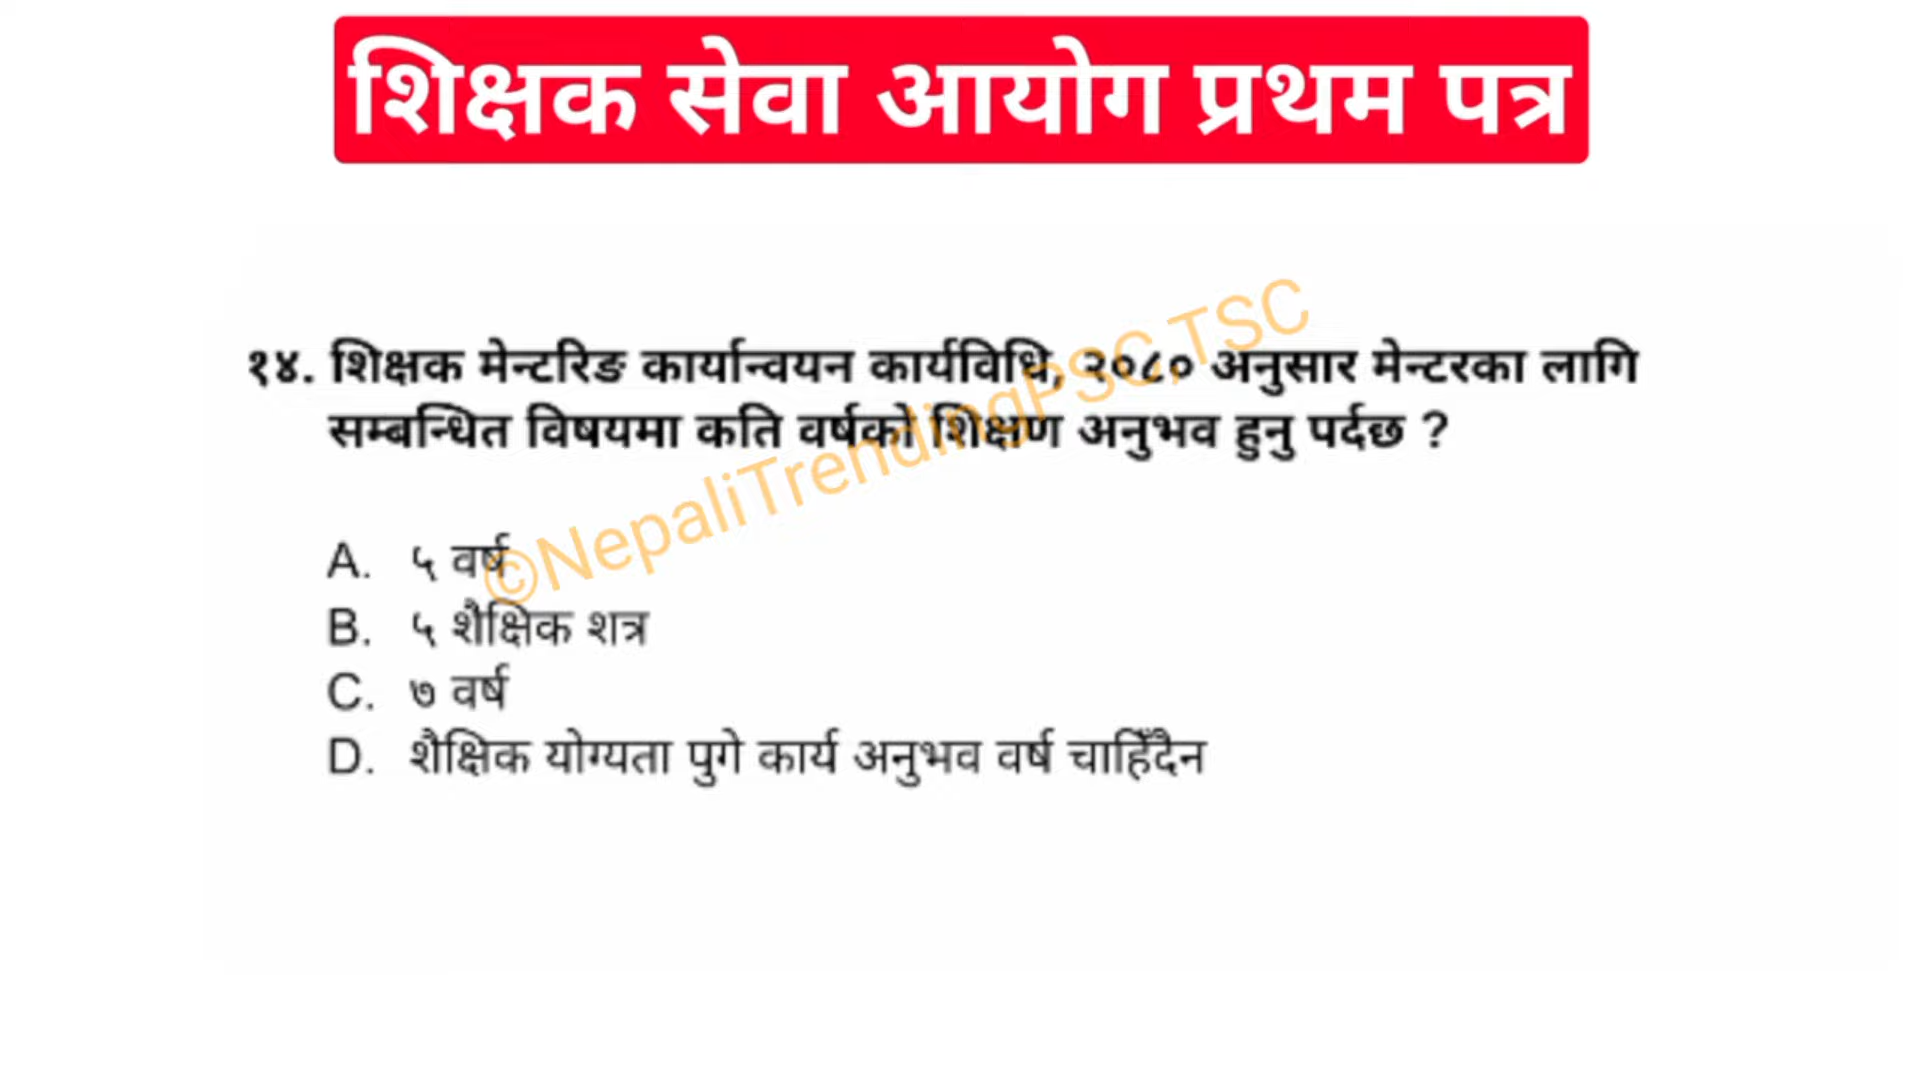 शिक्षक सेवा आयोग प्रथम पत्र
१४. शिक्षक मेन्टरिङ कार्यान्वयन कार्यविधि, २०८० अनुसार मेन्टरका लागि
सम्बन्धित विषयमा कति वर्षको शिक्षण अनुभव हुनु पर्दछ ?
©NepaliTrendingPSC,TSC
A. ५ वर्ष
B. ५ शैक्षिक शत्र
C. ७ वर्ष
D. शैक्षिक योग्यता पुगे कार्य अनुभव वर्ष चाहिँदैन